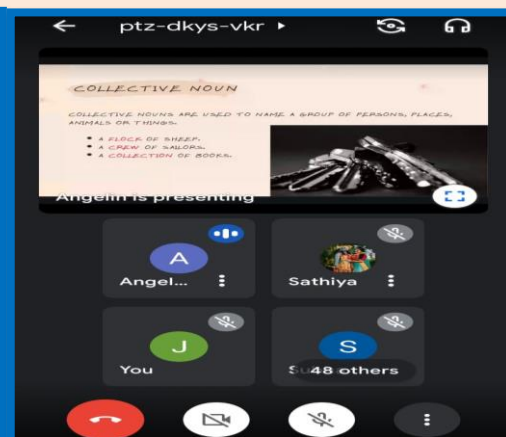 ptz-dkys-vkr
COLLECTIVE NOUN
COLLECTIVE NOUNS ARE USED TO NAME A GROUP OF PERSONS, PLACES,
ANIMALS OR THINGS.
A FLOCK OF SHEEP.
A CREW OF SAILORS.
A COLLECTION OF BOOKS.
Angelin is presenting
A
Angel...
Sathiya
J
You
S
48 others